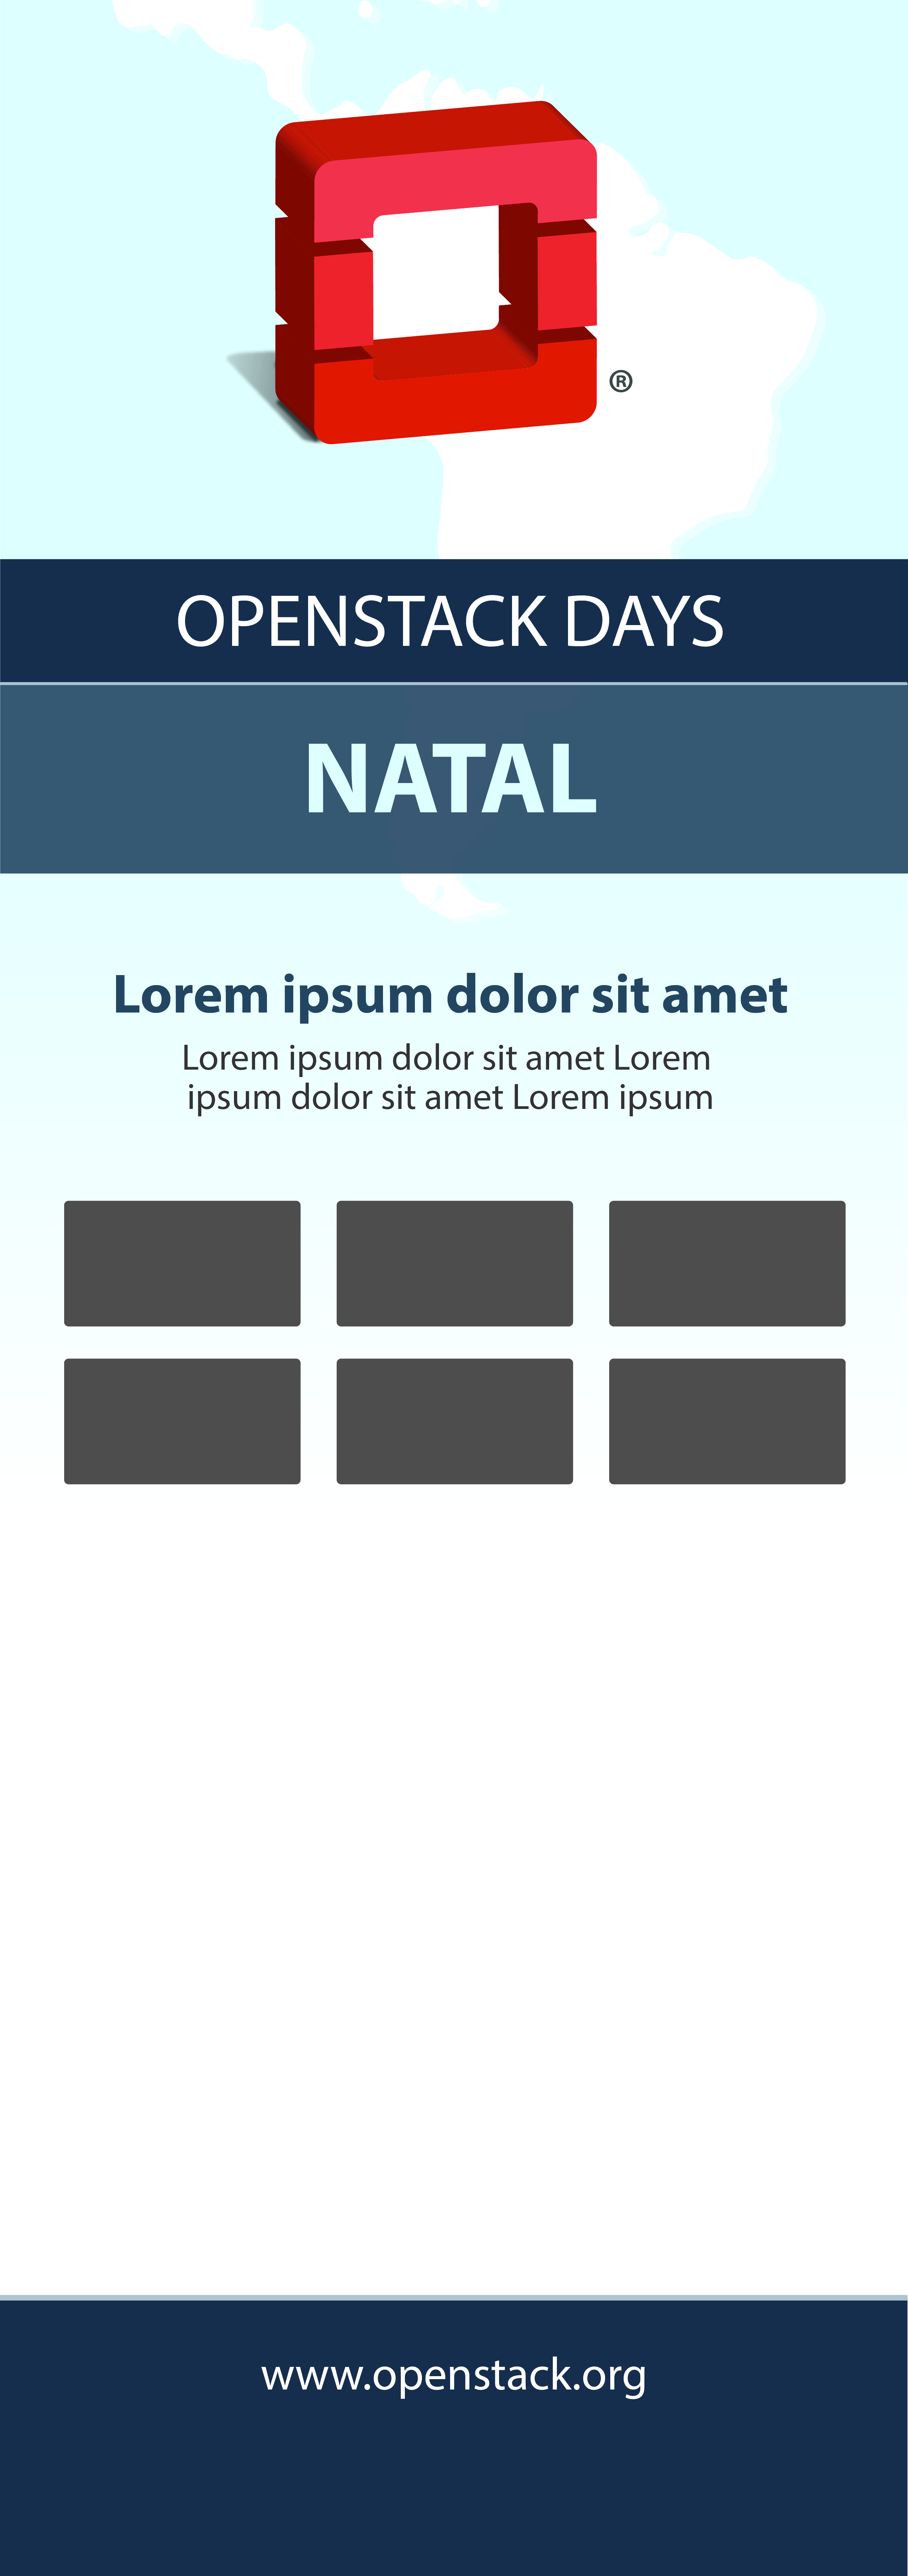 ®
OPENSTACK DAYS
NATAL
Lorem ipsum dolor sit amet
Lorem ipsum dolor sit amet Lorem
ipsum dolor sit amet Lorem ipsum
www.openstack.org